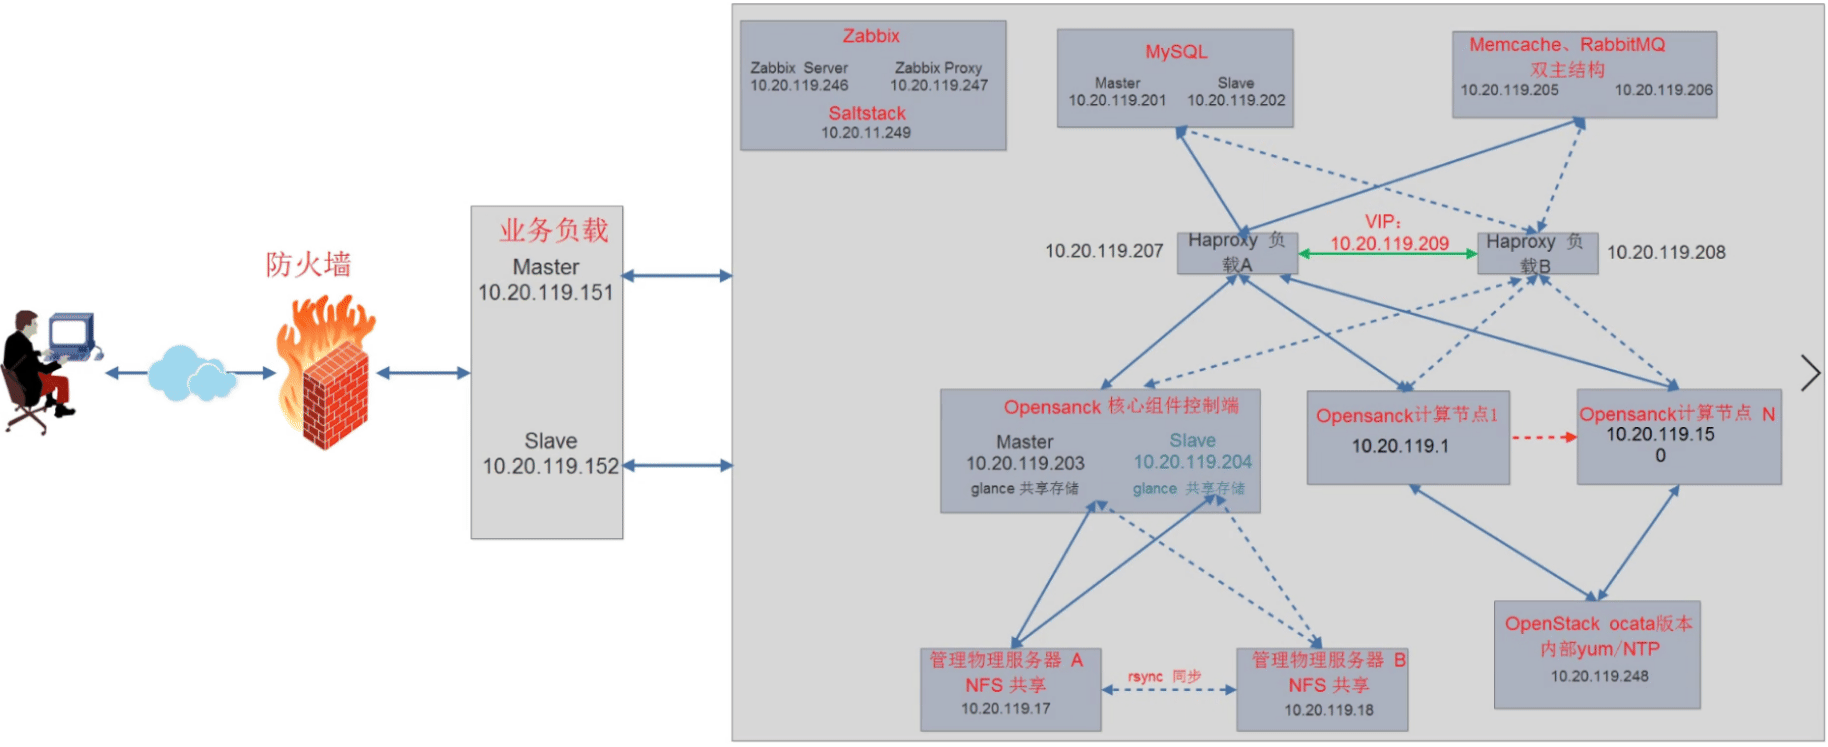 防火墙
业务负载
Master
10.20.119.151
Slave
10.20.119.152
Zabbix
Zabbix Server
10.20.119.246
Zabbix Proxy
10.20.119.247
Saltstack
10.20.11.249
MySQL
Master
10.20.119.201
Slave
10.20.119.202
Memcache、RabbitMQ
双主结构
10.20.119.205
10.20.119.206
10.20.119.207
Haproxy 负
载A
VIP:
10.20.119.209
Haproxy 负
载B
10.20.119.208
Opensanck 核心组件控制端
Master
10.20.119.203
glance 共享存储
Slave
10.20.119.204
glance 共享存储
Opensanck计算节点1
10.20.119.1
Opensanck计算节点 N
10.20.119.15
0
管理物理服务器 A
NFS 共享
10.20.119.17
rsync 同步
管理物理服务器 B
NFS 共享
10.20.119.18
OpenStack ocata版本
内部yum/NTP
10.20.119.248